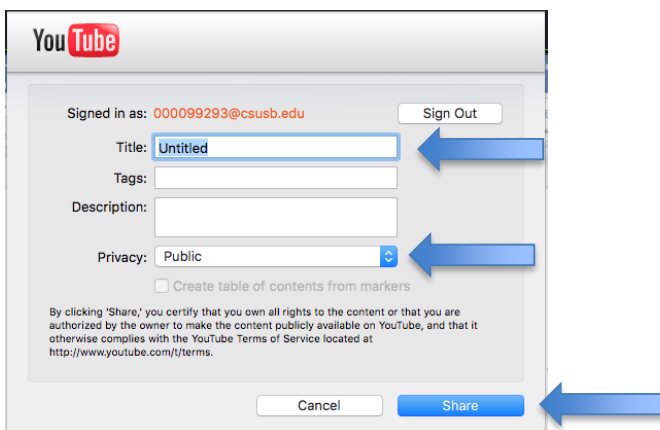 You Tube
Signed in as: 000099293@csusb.edu Sign Out
Title: Untitled
Tags:
Description:
Privacy: Public
Create table of contents from markers
By clicking 'Share,' you certify that you own all rights to the content or that you are
authorized by the owner to make the content publicly available on YouTube, and that it
otherwise complies with the YouTube Terms of Service located at
http://www.youtube.com/t/terms.
Cancel Share